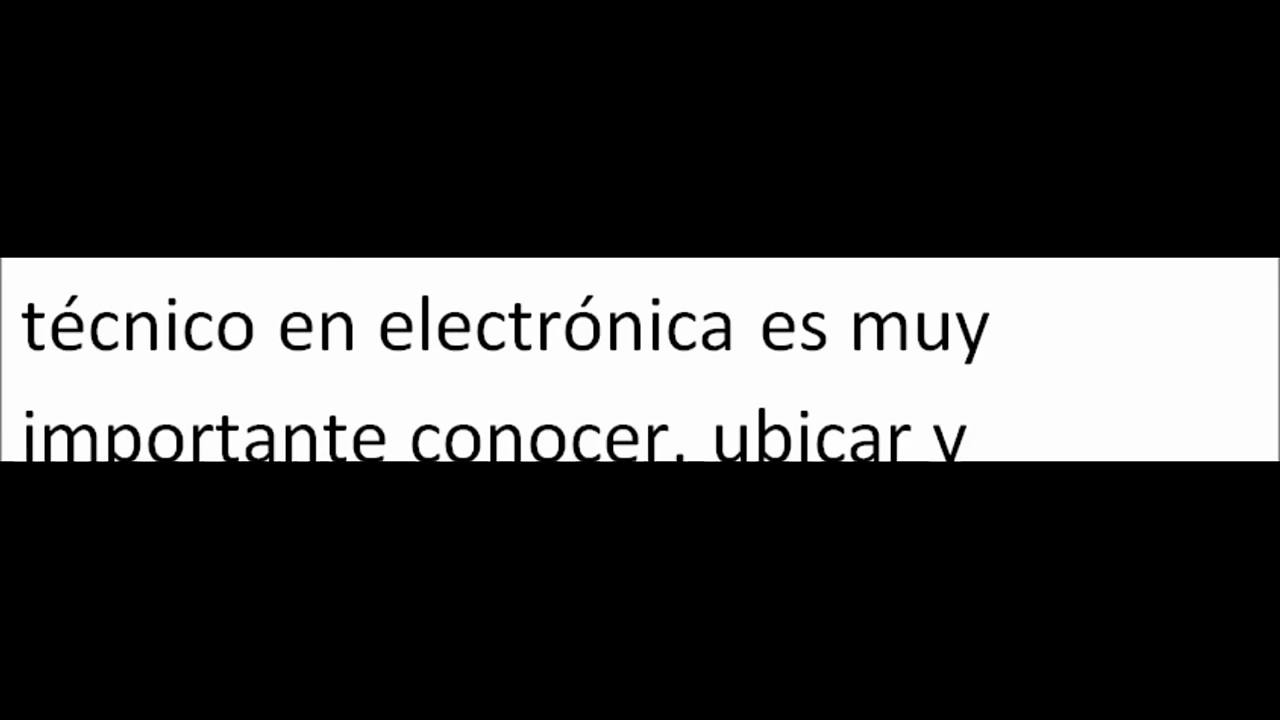 técnico en electrónica es muy
importante conocer, ubicar y